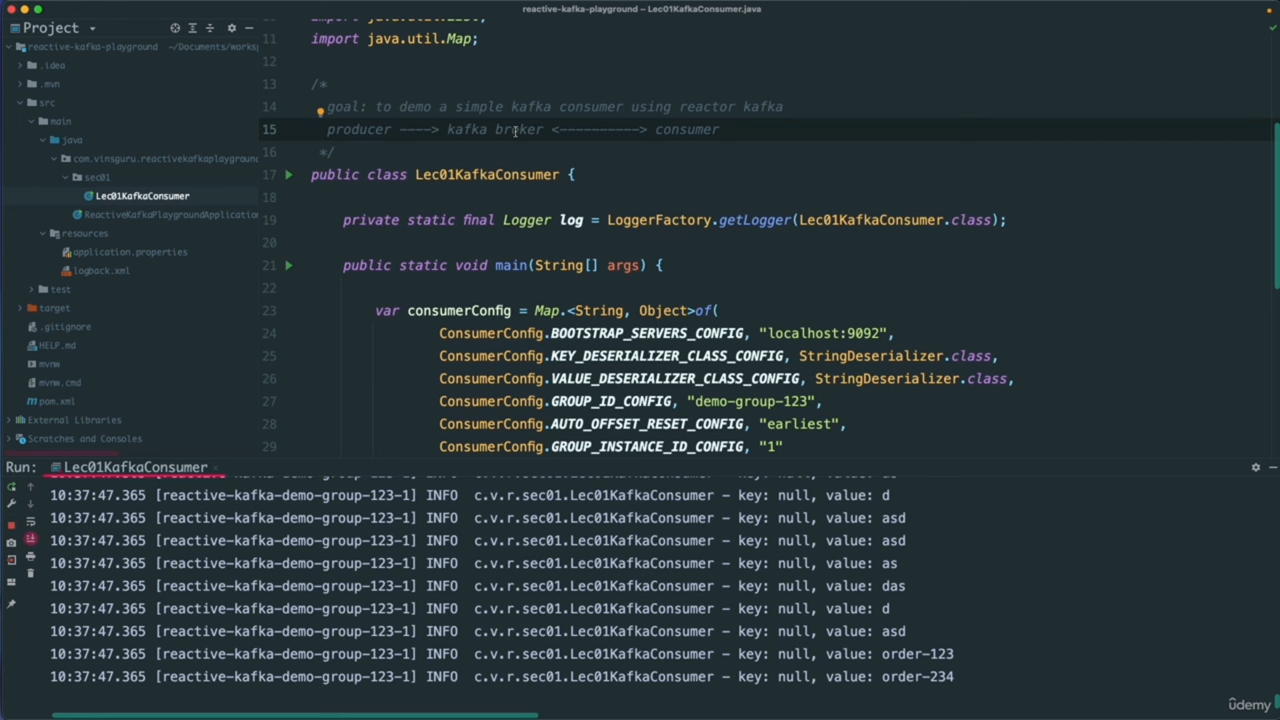 reactive-kafka-playground – Lec01KafkaConsumer.java
Project
reactive-kafka-playground ~/Documents/works
.idea
.mvn
src
main
java
com.vinsguru.reactivekafkaplayground
sec01
Lec01KafkaConsumer
ReactiveKafkaPlaygroundApplication
resources
application.properties
logback.xml
test
target
.gitignore
HELP.md
mvnw
mvnw.cmd
pom.xml
External Libraries
Scratches and Consoles
11 import java.util.Map;
12
13 /*
14 goal: to demo a simple kafka consumer using reactor kafka
15 producer ----> kafka broker <----------> consumer
16 */
17 public class Lec01KafkaConsumer {
18
19 private static final Logger log = LoggerFactory.getLogger(Lec01KafkaConsumer.class);
20
21 public static void main(String[] args) {
22
23 var consumerConfig = Map.<String, Object>of(
24 ConsumerConfig.BOOTSTRAP_SERVERS_CONFIG, "localhost:9092",
25 ConsumerConfig.KEY_DESERIALIZER_CLASS_CONFIG, StringDeserializer.class,
26 ConsumerConfig.VALUE_DESERIALIZER_CLASS_CONFIG, StringDeserializer.class,
27 ConsumerConfig.GROUP_ID_CONFIG, "demo-group-123",
28 ConsumerConfig.AUTO_OFFSET_RESET_CONFIG, "earliest",
29 ConsumerConfig.GROUP_INSTANCE_ID_CONFIG, "1"
Run: Lec01KafkaConsumer
10:37:47.365 [reactive-kafka-demo-group-123-1] INFO c.v.r.sec01.Lec01KafkaConsumer - key: null, value: d
10:37:47.365 [reactive-kafka-demo-group-123-1] INFO c.v.r.sec01.Lec01KafkaConsumer - key: null, value: asd
10:37:47.365 [reactive-kafka-demo-group-123-1] INFO c.v.r.sec01.Lec01KafkaConsumer - key: null, value: asd
10:37:47.365 [reactive-kafka-demo-group-123-1] INFO c.v.r.sec01.Lec01KafkaConsumer - key: null, value: as
10:37:47.365 [reactive-kafka-demo-group-123-1] INFO c.v.r.sec01.Lec01KafkaConsumer - key: null, value: das
10:37:47.365 [reactive-kafka-demo-group-123-1] INFO c.v.r.sec01.Lec01KafkaConsumer - key: null, value: d
10:37:47.365 [reactive-kafka-demo-group-123-1] INFO c.v.r.sec01.Lec01KafkaConsumer - key: null, value: asd
10:37:47.365 [reactive-kafka-demo-group-123-1] INFO c.v.r.sec01.Lec01KafkaConsumer - key: null, value: order-123
10:37:47.365 [reactive-kafka-demo-group-123-1] INFO c.v.r.sec01.Lec01KafkaConsumer - key: null, value: order-234
ûdemy